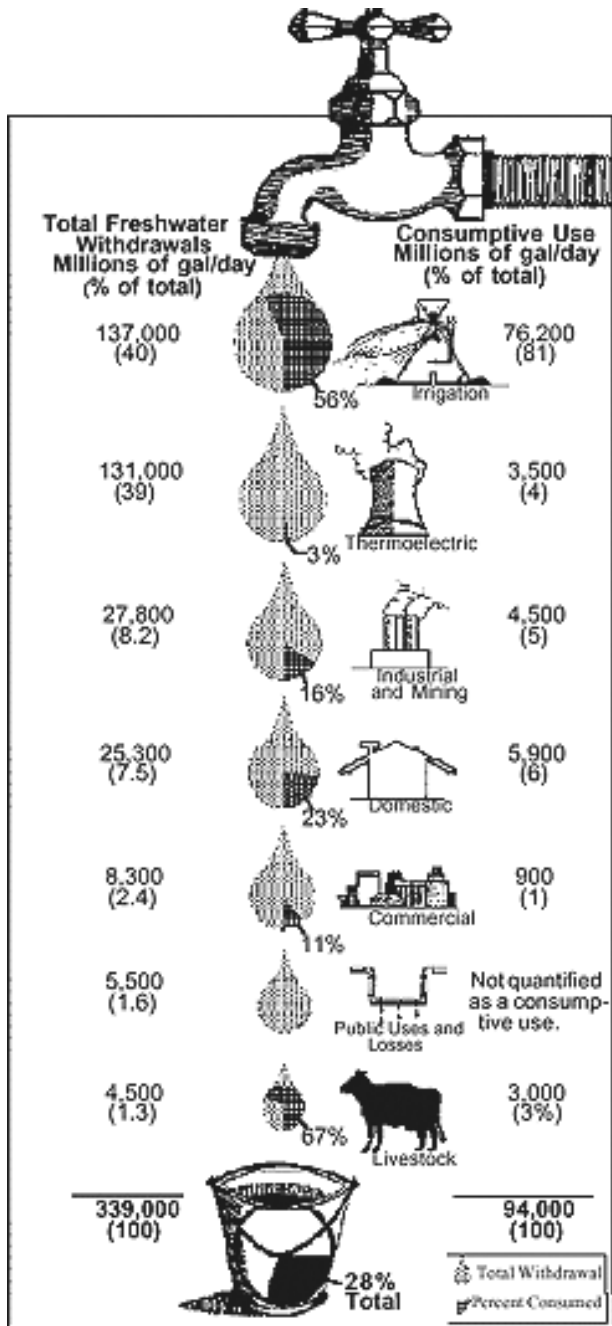 Total Freshwater
Withdrawals
Millions of gal/day
(% of total)
Consumptive Use
Millions of gal/day
(% of total)
137,000
(40)
56%
Irrigation
76,200
(81)
131,000
(39)
3%
Thermoelectric
3,500
(4)
27,800
(8.2)
16%
Industrial
and Mining
4,500
(5)
25,300
(7.5)
23%
Domestic
5,900
(6)
8,300
(2.4)
11%
Commercial
900
(1)
5,500
(1.6)
Public Uses and
Losses
Not quantified
as a consump-
tive use.
4,500
(1.3)
67%
Livestock
3,000
(3%)
339,000
(100)
28%
Total
94,000
(100)
Total Withdrawal
Percent Consumed